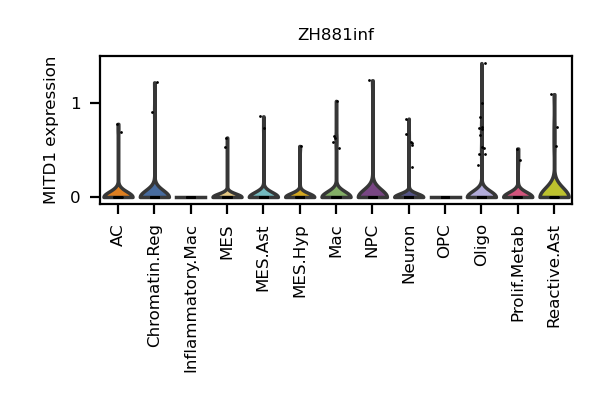 ZH881inf
MITD1 expression
1
0
AC
Chromatin.Reg
Inflammatory.Mac
MES
MES.Ast
MES.Hyp
Mac
NPC
Neuron
OPC
Oligo
Prolif.Metab
Reactive.Ast